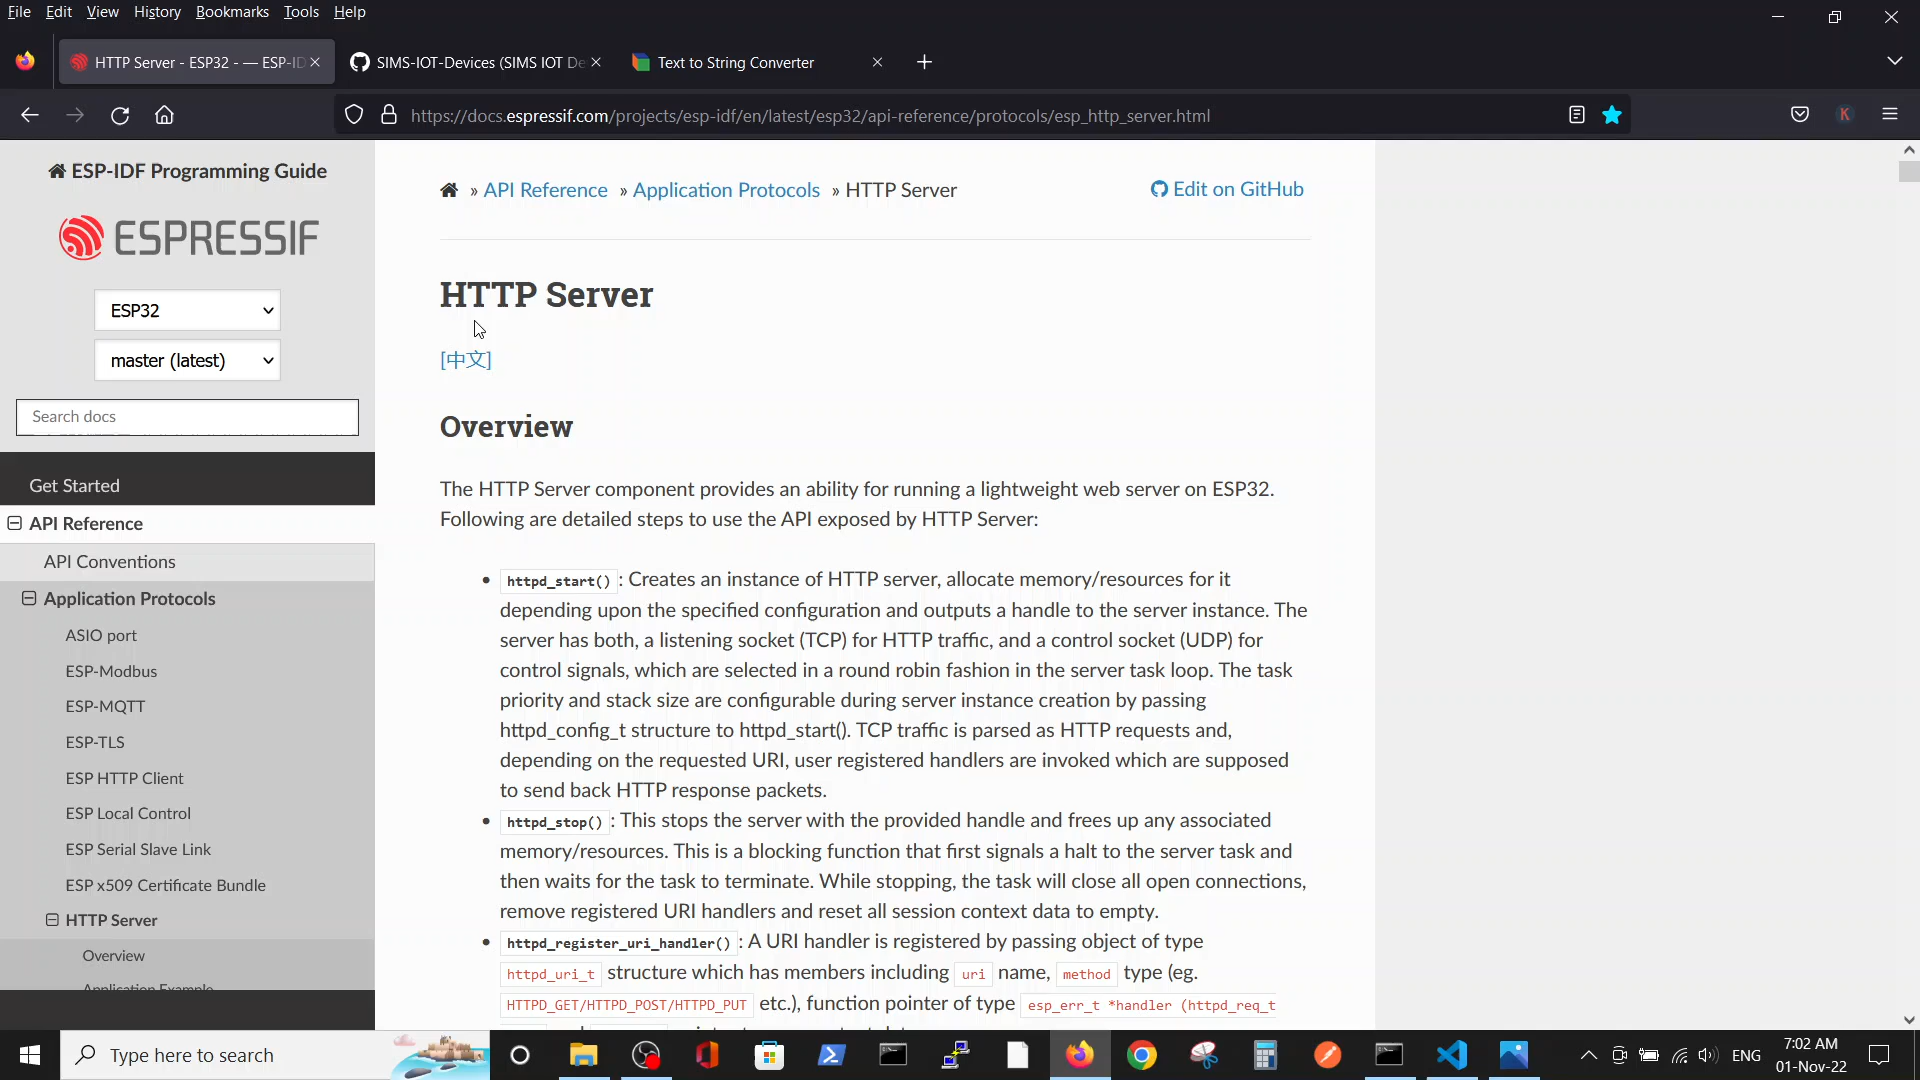 File Edit View History Bookmarks Tools Help
HTTP Server - ESP32 - — ESP-ID
SIMS-IOT-Devices (SIMS IOT De
Text to String Converter
https://docs.espressif.com/projects/esp-idf/en/latest/esp32/api-reference/protocols/esp_http_server.html
K
ESP-IDF Programming Guide
ESPRESSIF
ESP32
master (latest)
Search docs
Get Started
API Reference
API Conventions
Application Protocols
ASIO port
ESP-Modbus
ESP-MQTT
ESP-TLS
ESP HTTP Client
ESP Local Control
ESP Serial Slave Link
ESP x509 Certificate Bundle
HTTP Server
Overview
Application Example
» API Reference » Application Protocols » HTTP Server
Edit on GitHub
HTTP Server
[中文]
Overview
The HTTP Server component provides an ability for running a lightweight web server on ESP32.
Following are detailed steps to use the API exposed by HTTP Server:
• httpd_start() : Creates an instance of HTTP server, allocate memory/resources for it
depending upon the specified configuration and outputs a handle to the server instance. The
server has both, a listening socket (TCP) for HTTP traffic, and a control socket (UDP) for
control signals, which are selected in a round robin fashion in the server task loop. The task
priority and stack size are configurable during server instance creation by passing
httpd_config_t structure to httpd_start(). TCP traffic is parsed as HTTP requests and,
depending on the requested URI, user registered handlers are invoked which are supposed
to send back HTTP response packets.
• httpd_stop() : This stops the server with the provided handle and frees up any associated
memory/resources. This is a blocking function that first signals a halt to the server task and
then waits for the task to terminate. While stopping, the task will close all open connections,
remove registered URI handlers and reset all session context data to empty.
• httpd_register_uri_handler() : A URI handler is registered by passing object of type
httpd_uri_t structure which has members including uri name, method type (eg.
HTTPD_GET/HTTPD_POST/HTTPD_PUT etc.), function pointer of type esp_err_t *handler (httpd_req_t
Type here to search
ENG
7:02 AM
01-Nov-22